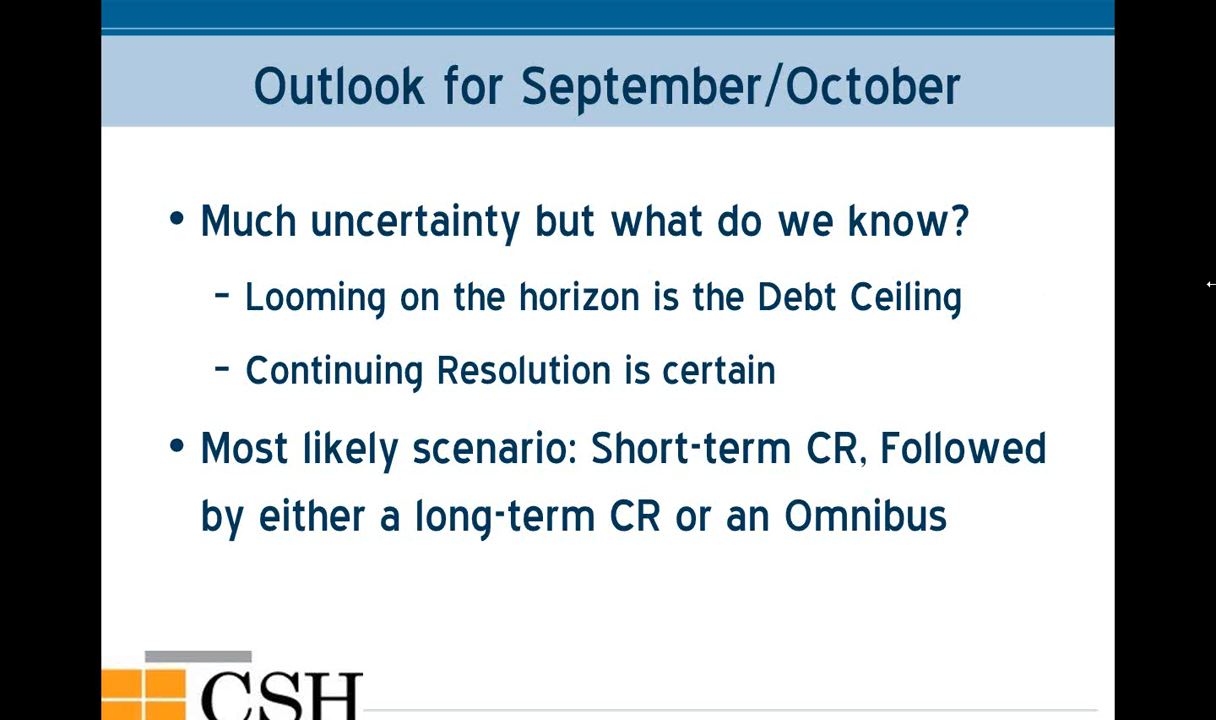 Outlook for September/October
• Much uncertainty but what do we know?
– Looming on the horizon is the Debt Ceiling
– Continuing Resolution is certain
• Most likely scenario: Short-term CR, Followed
by either a long-term CR or an Omnibus
CSH